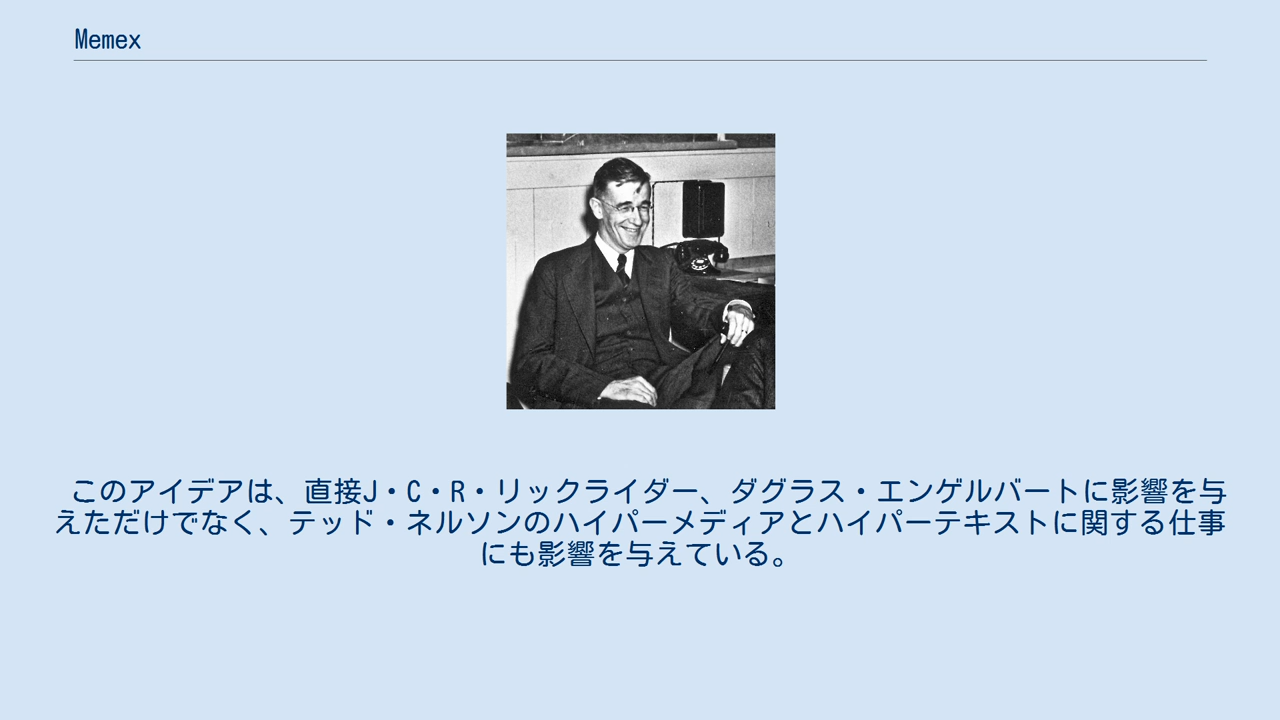 Memex
このアイデアは、直接J・C・R・リックライダー、ダグラス・エンゲルバートに影響を与
えただけでなく、テッド・ネルソンのハイパーメディアとハイパーテキストに関する仕事
にも影響を与えている。